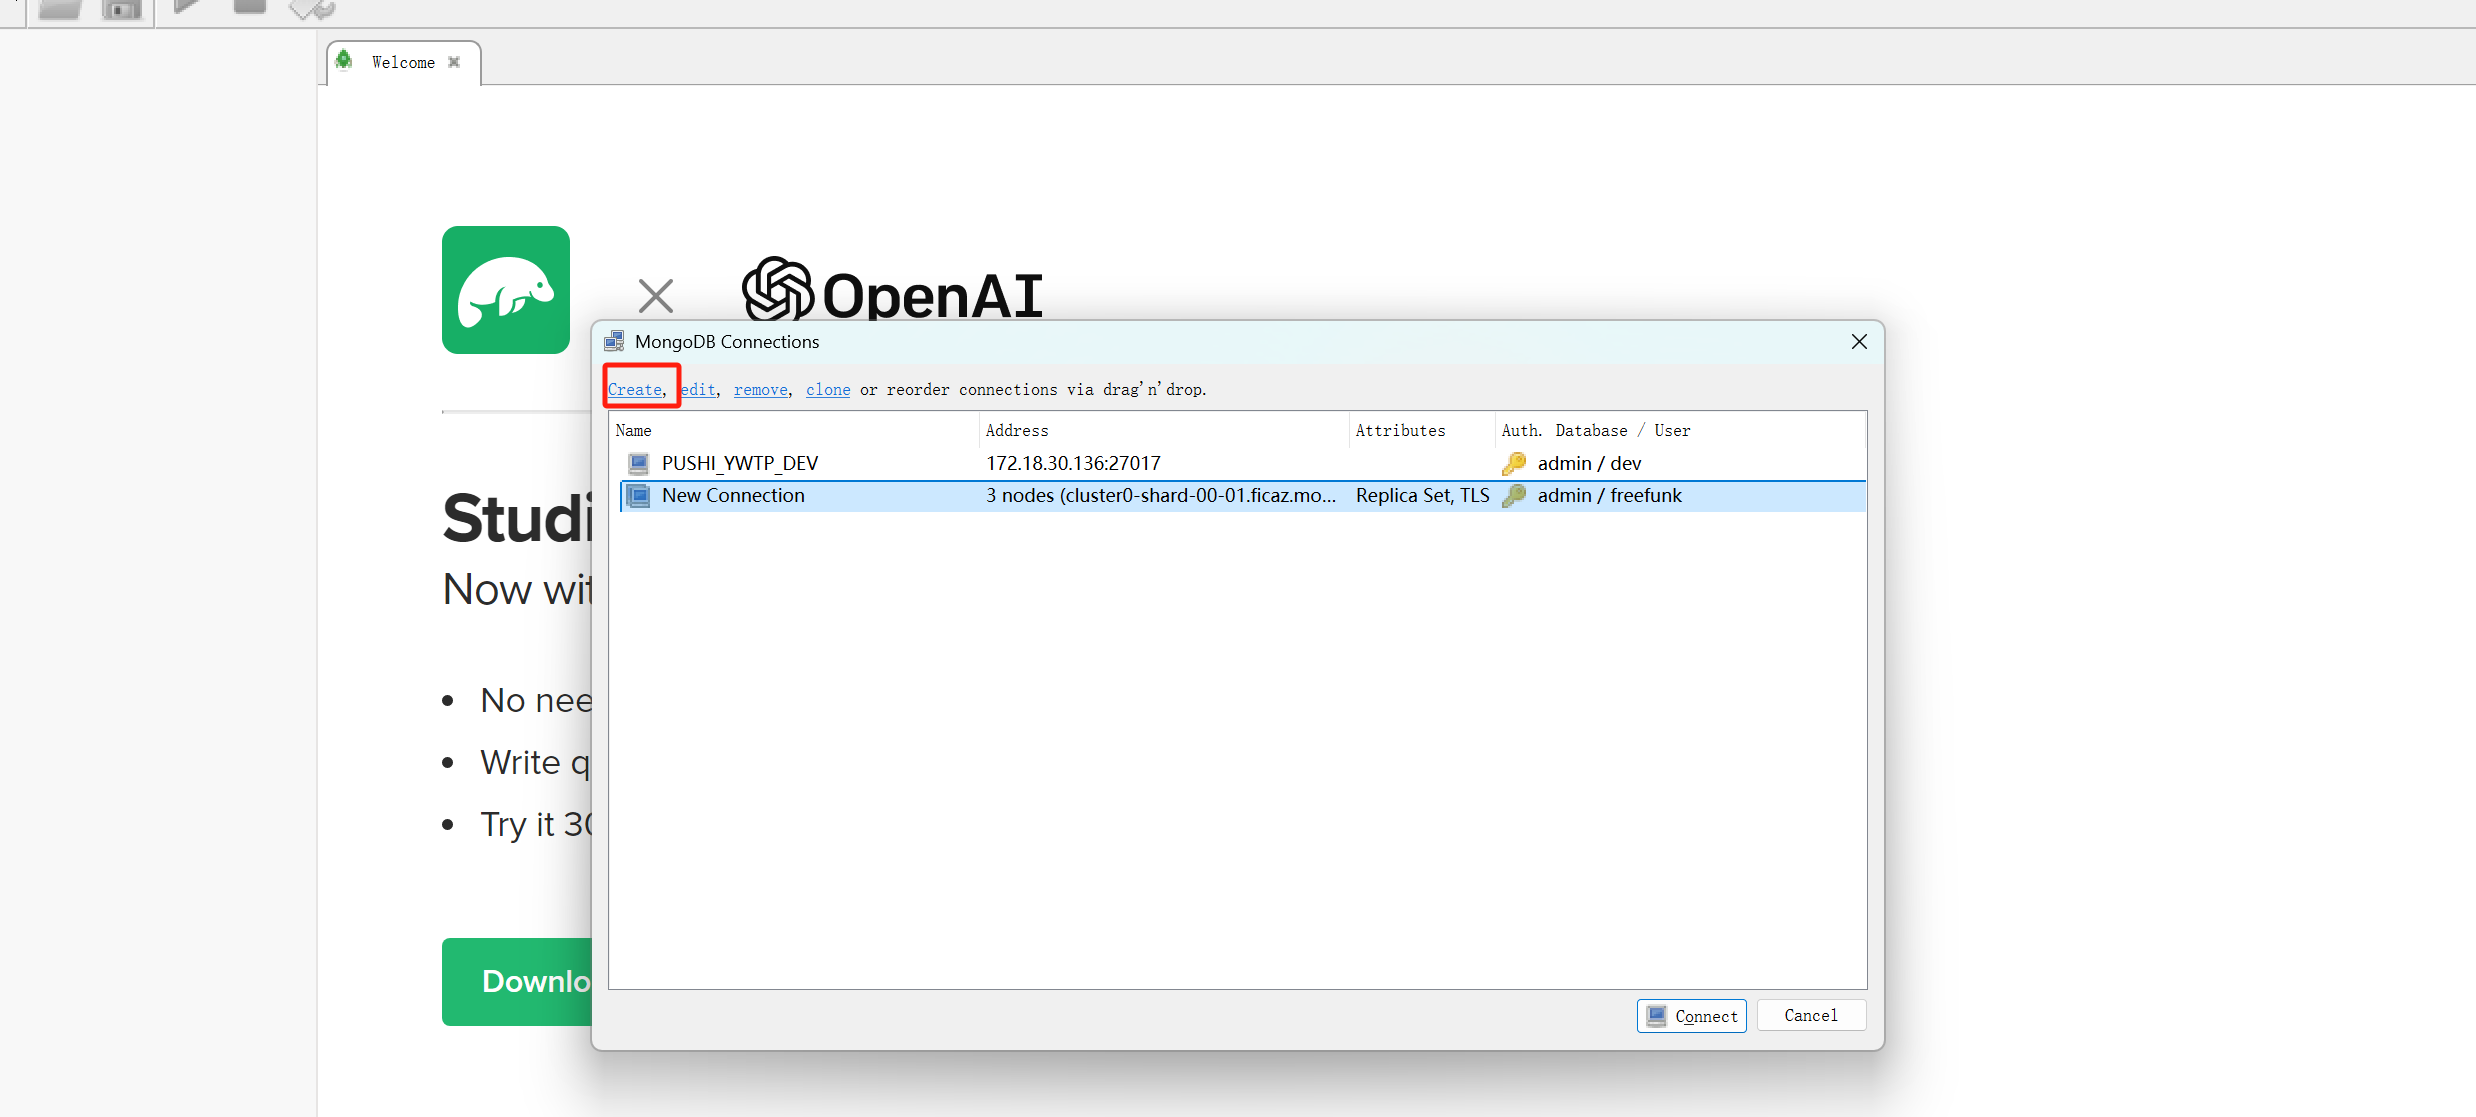 Welcome
OpenAI
MongoDB Connections
Create, edit, remove, clone or reorder connections via drag'n'drop.
Name Address Attributes Auth. Database / User
PUSHI_YWTP_DEV 172.18.30.136:27017 admin / dev
New Connection 3 nodes (cluster0-shard-00-01.ficaz.mo... Replica Set, TLS admin / freefunk
Studi
Now wit
No nee
Write q
Try it 30
Downlo
Connect Cancel